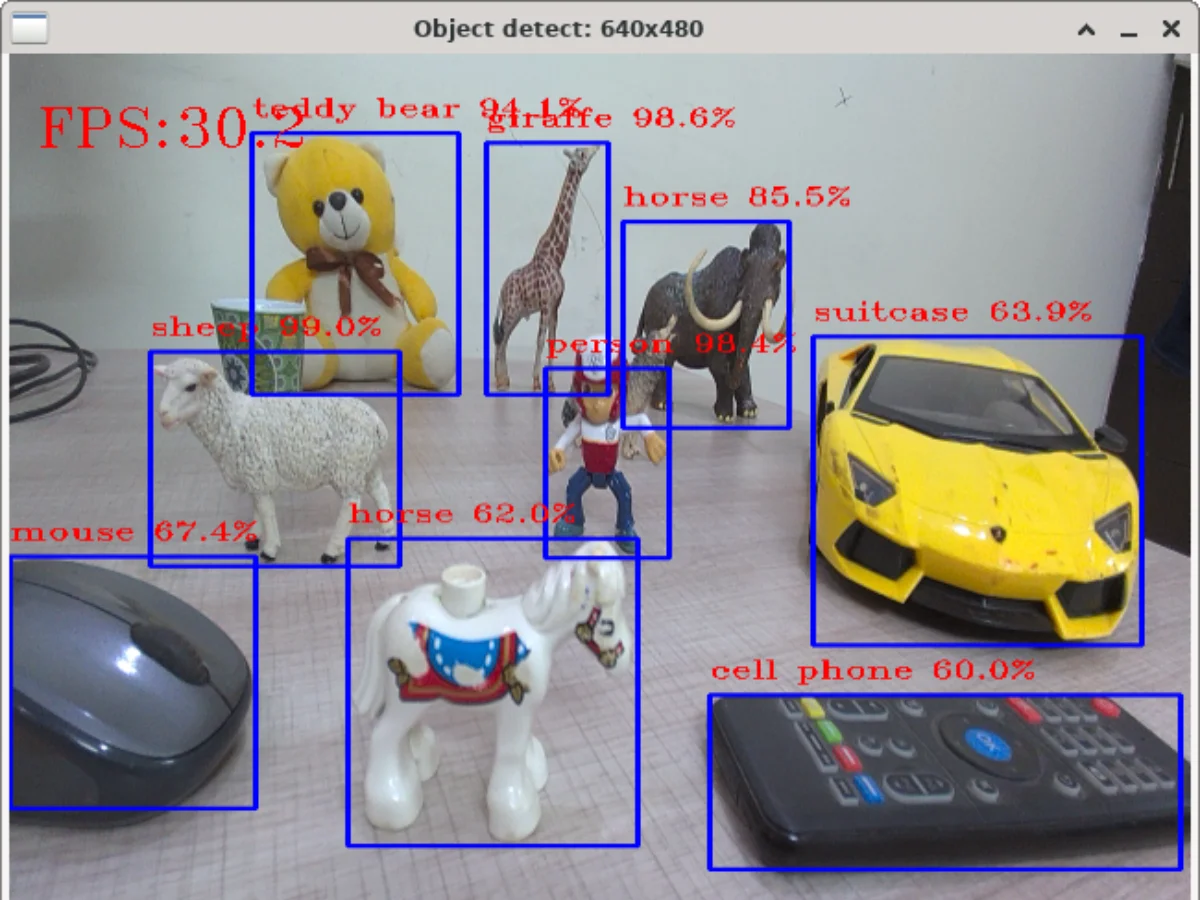 Object detect: 640x480
FPS:30.2
teddy bear 94.1%
giraffe 98.6%
horse 85.5%
suitcase 63.9%
sheep 99.0%
person 98.4%
horse 62.0%
mouse 67.4%
cell phone 60.0%
OK